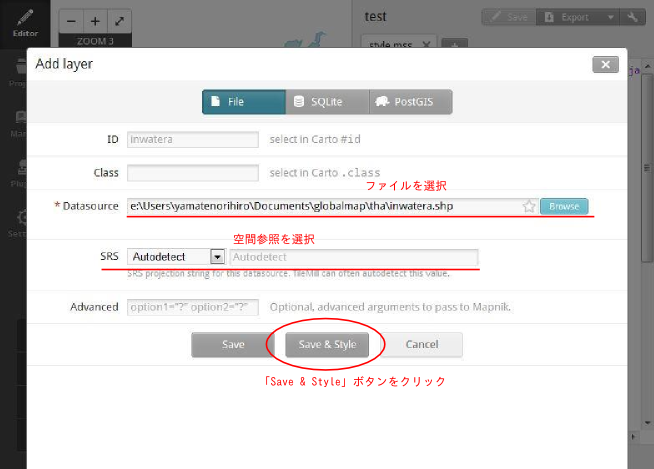 Editor
ZOOM 3
test
Save
Export
style.mss
Add layer
File
SQLite
PostGIS
ID
inwatera
select in Carto #id
Class
select in Carto .class
ファイルを選択
* Datasource
e:\Users\yamatenorihiro\Documents\globalmap\tha\inwatera.shp
Browse
空間参照を選択
SRS
Autodetect
Autodetect
SRS projection string for this datasource. TileMill can often autodetect this value.
Advanced
option1="?" option2="?"
Optional, advanced arguments to pass to Mapnik.
Save
Save & Style
Cancel
「Save & Style」ボタンをクリック